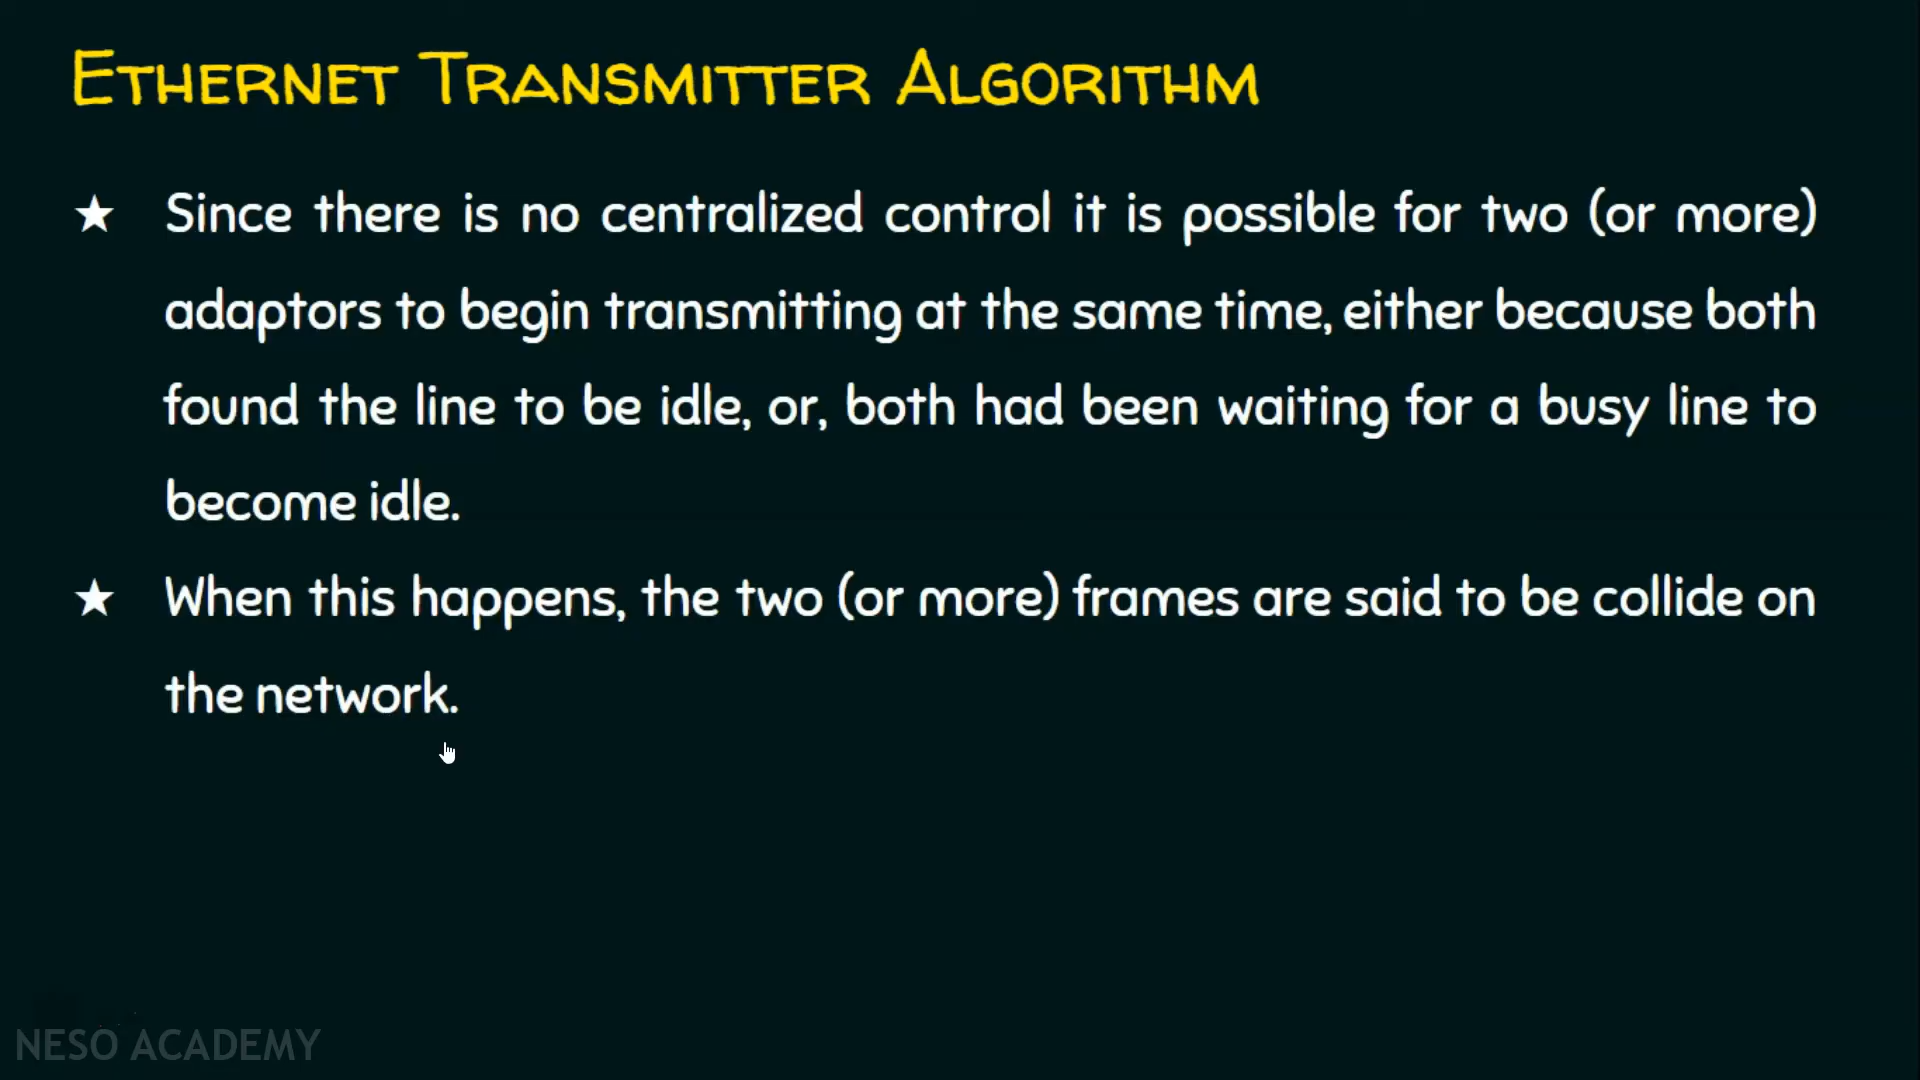 ETHERNET TRANSMITTER ALGORITHM
★ Since there is no centralized control it is possible for two (or more)
adaptors to begin transmitting at the same time, either because both
found the line to be idle, or, both had been waiting for a busy line to
become idle.
★ When this happens, the two (or more) frames are said to be collide on
the network.
NESO ACADEMY